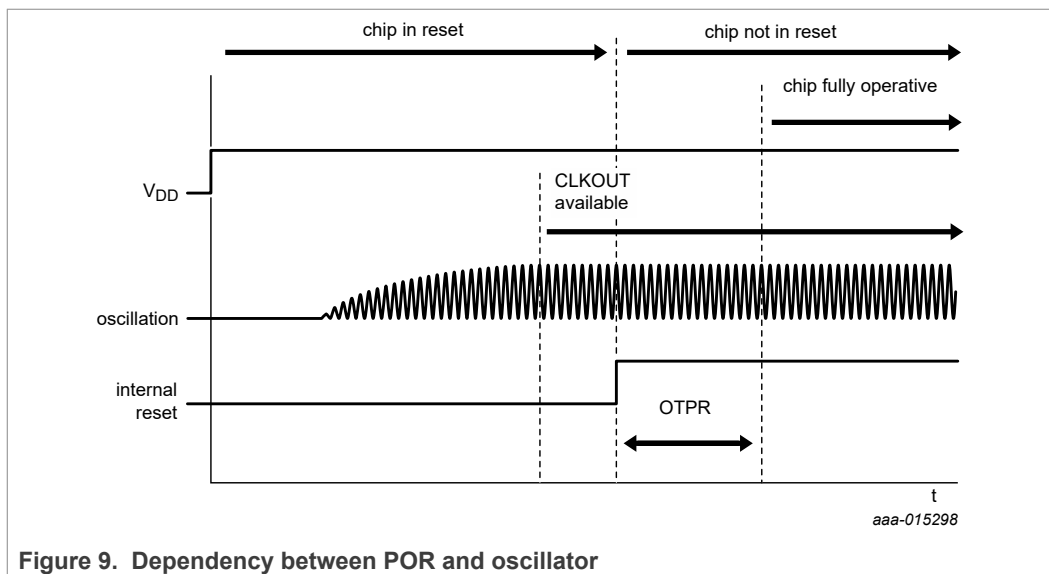 chip in reset
chip not in reset
chip fully operative
VDD
CLKOUT
available
oscillation
internal
reset
OTPR
t
aaa-015298
Figure 9. Dependency between POR and oscillator